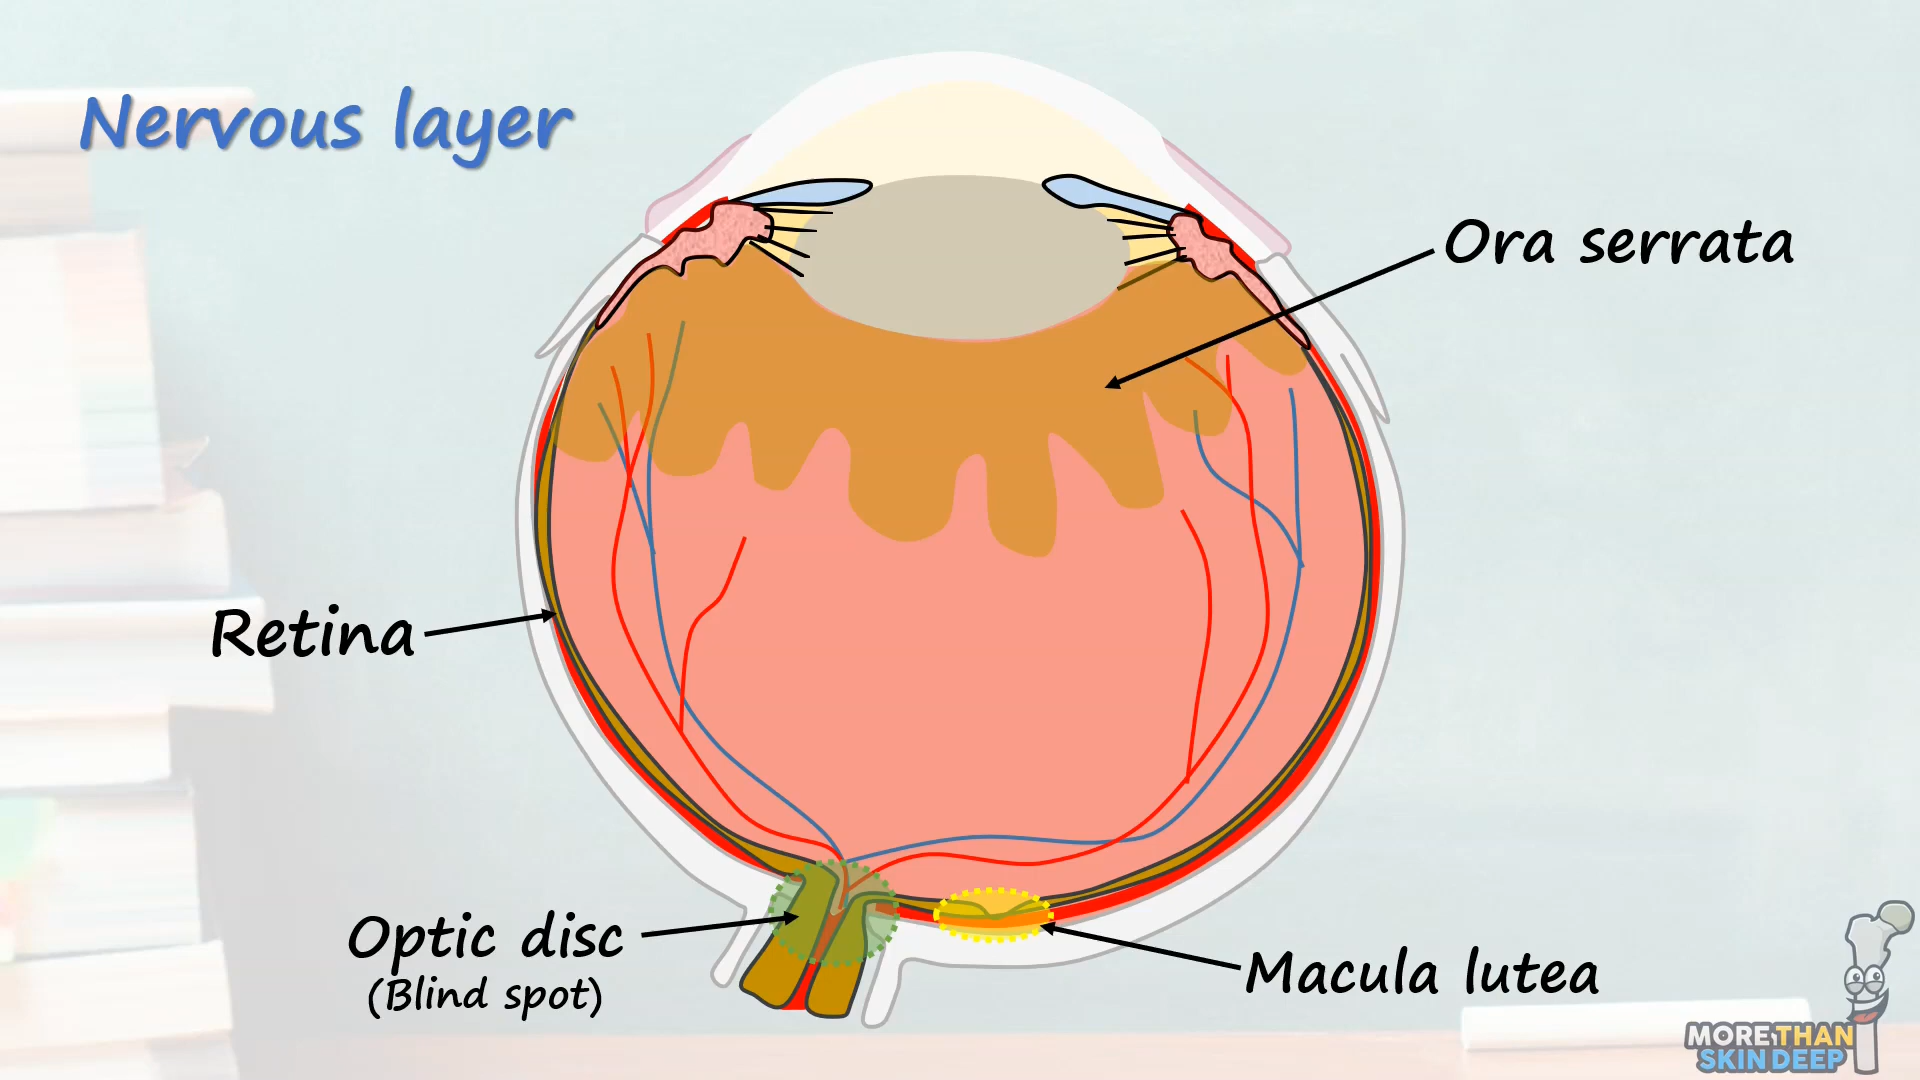 Nervous layer
Ora serrata
Retina
Optic disc
(Blind spot)
Macula lutea
MORE THAN
SKIN DEEP